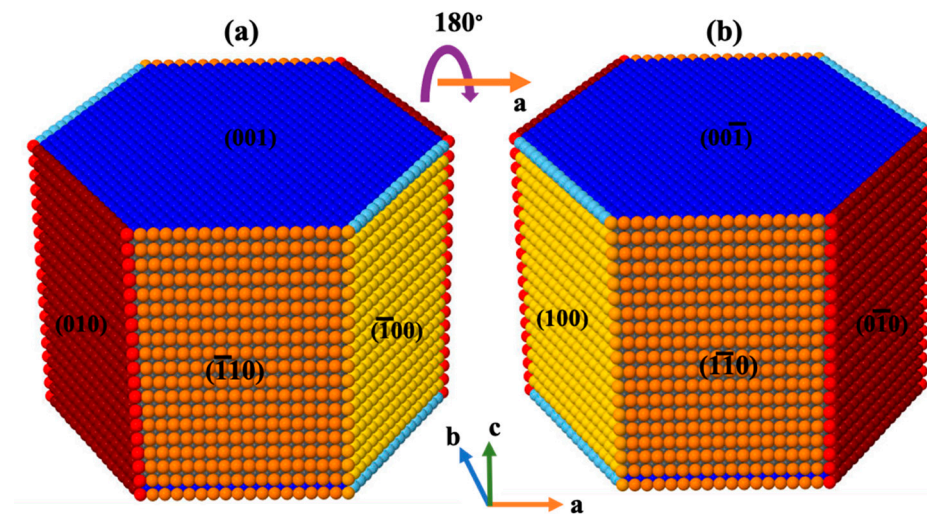 (a)
180°
(b)
a
(001)
(001̅)
(010)
(1̅10)
(1̅00)
(100)
(11̅0)
(01̅0)
b
c
a